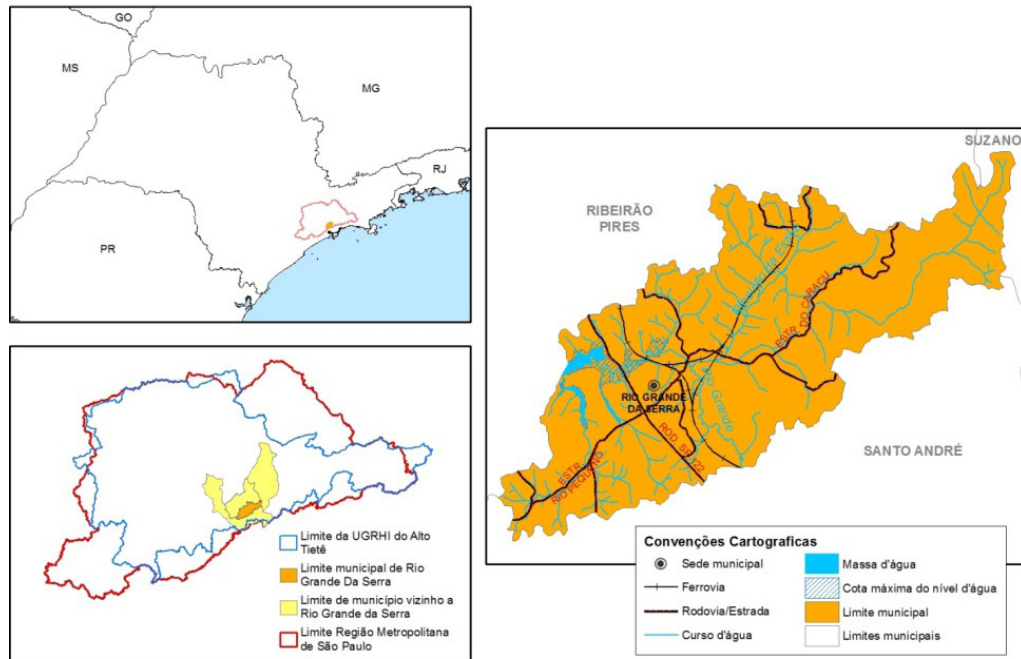 GO
MS
MG
RJ
PR
Limite da UGRHI do Alto
Tietê
Limite municipal de Rio
Grande Da Serra
Limite de município vizinho a
Rio Grande da Serra
Limite Região Metropolitana
de São Paulo
SUZANO
RIBEIRÃO
PIRES
ESTR. DO CARAÇU
Rio Grande
RIO GRANDE
DA SERRA
ROD. SP-122
ESTR.
RIO PEQUENO
SANTO ANDRÉ
Convenções Cartograficas
Sede municipal
Ferrovia
Rodovia/Estrada
Curso d'água
Massa d'água
Cota máxima do nível d'água
Limite municipal
Limites municipais